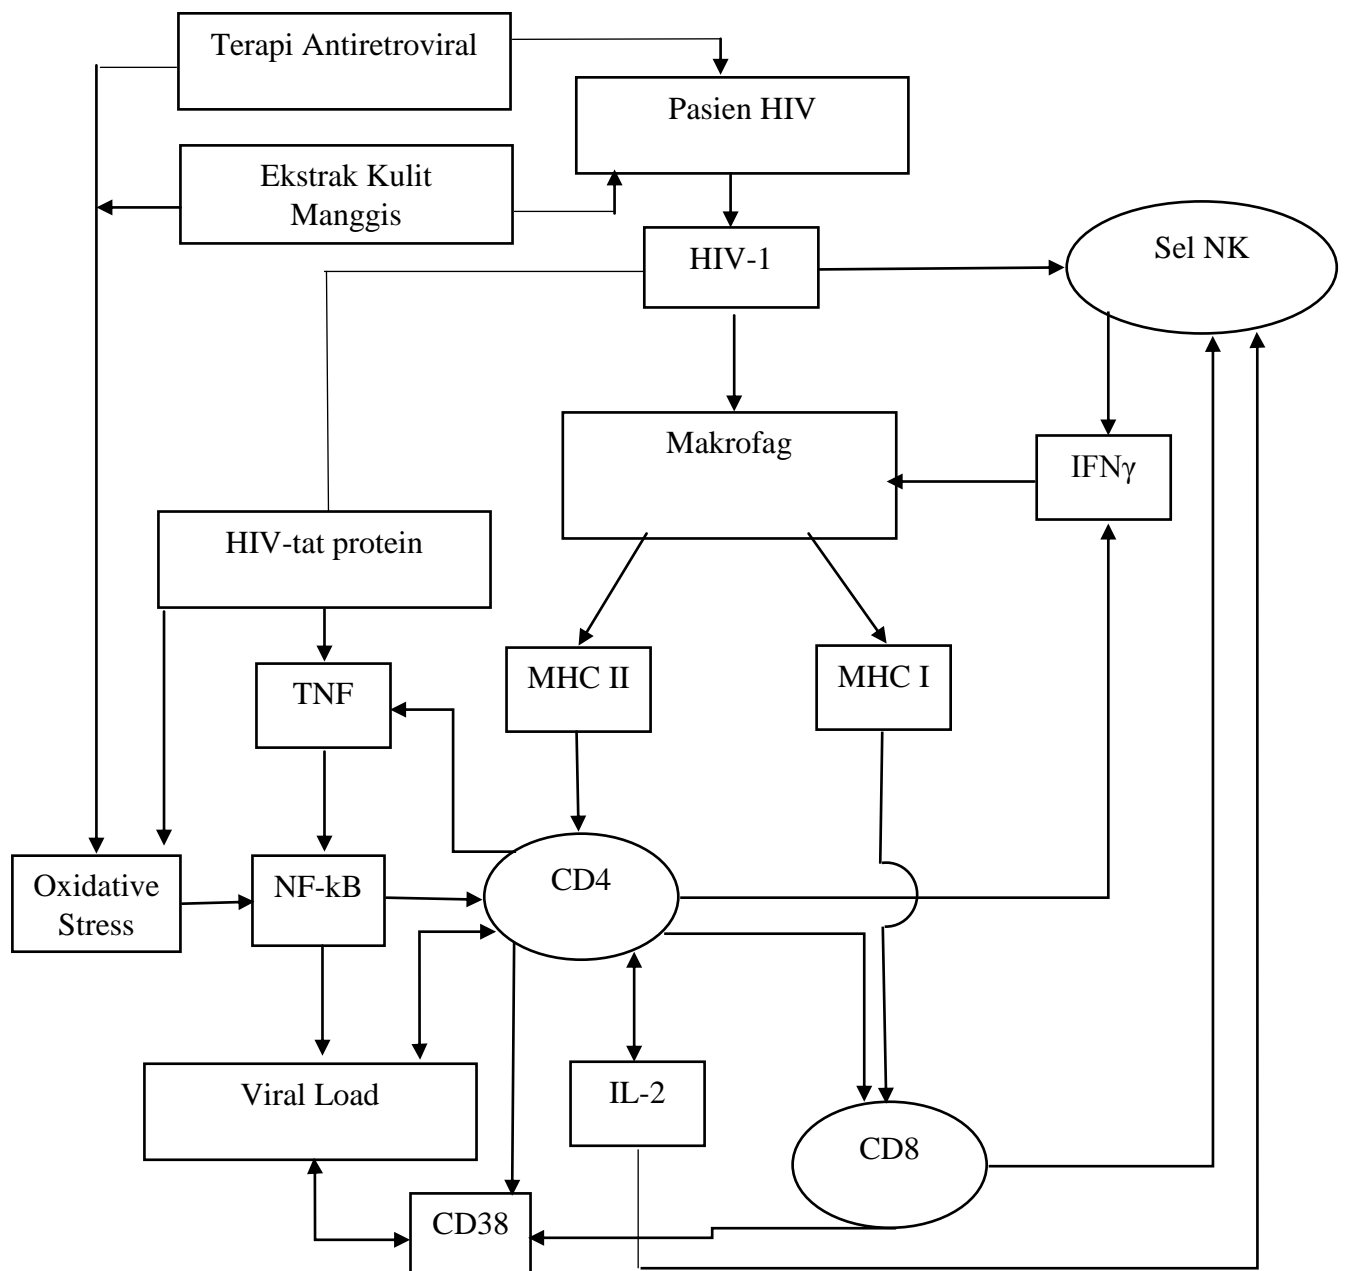 Terapi Antiretroviral
Pasien HIV
Ekstrak Kulit
Manggis
HIV-1
Sel NK
Makrofag
IFNγ
HIV-tat protein
TNF
MHC II
MHC I
Oxidative
Stress
NF-kB
CD4
Viral Load
IL-2
CD8
CD38